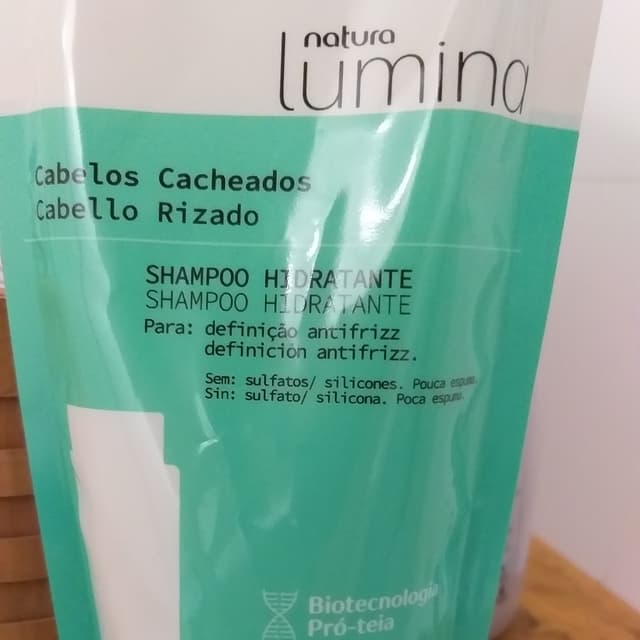 natura
lumina
Cabelos Cacheados
Cabello Rizado
SHAMPOO HIDRATANTE
SHAMPOO HIDRATANTE
Para: definição antifrizz
definicion antifrizz.
Sem: sulfatos/ silicones. Pouca espuma.
Sin: sulfato/ silicona. Poca espuma.
Biotecnologia
Pró-teia